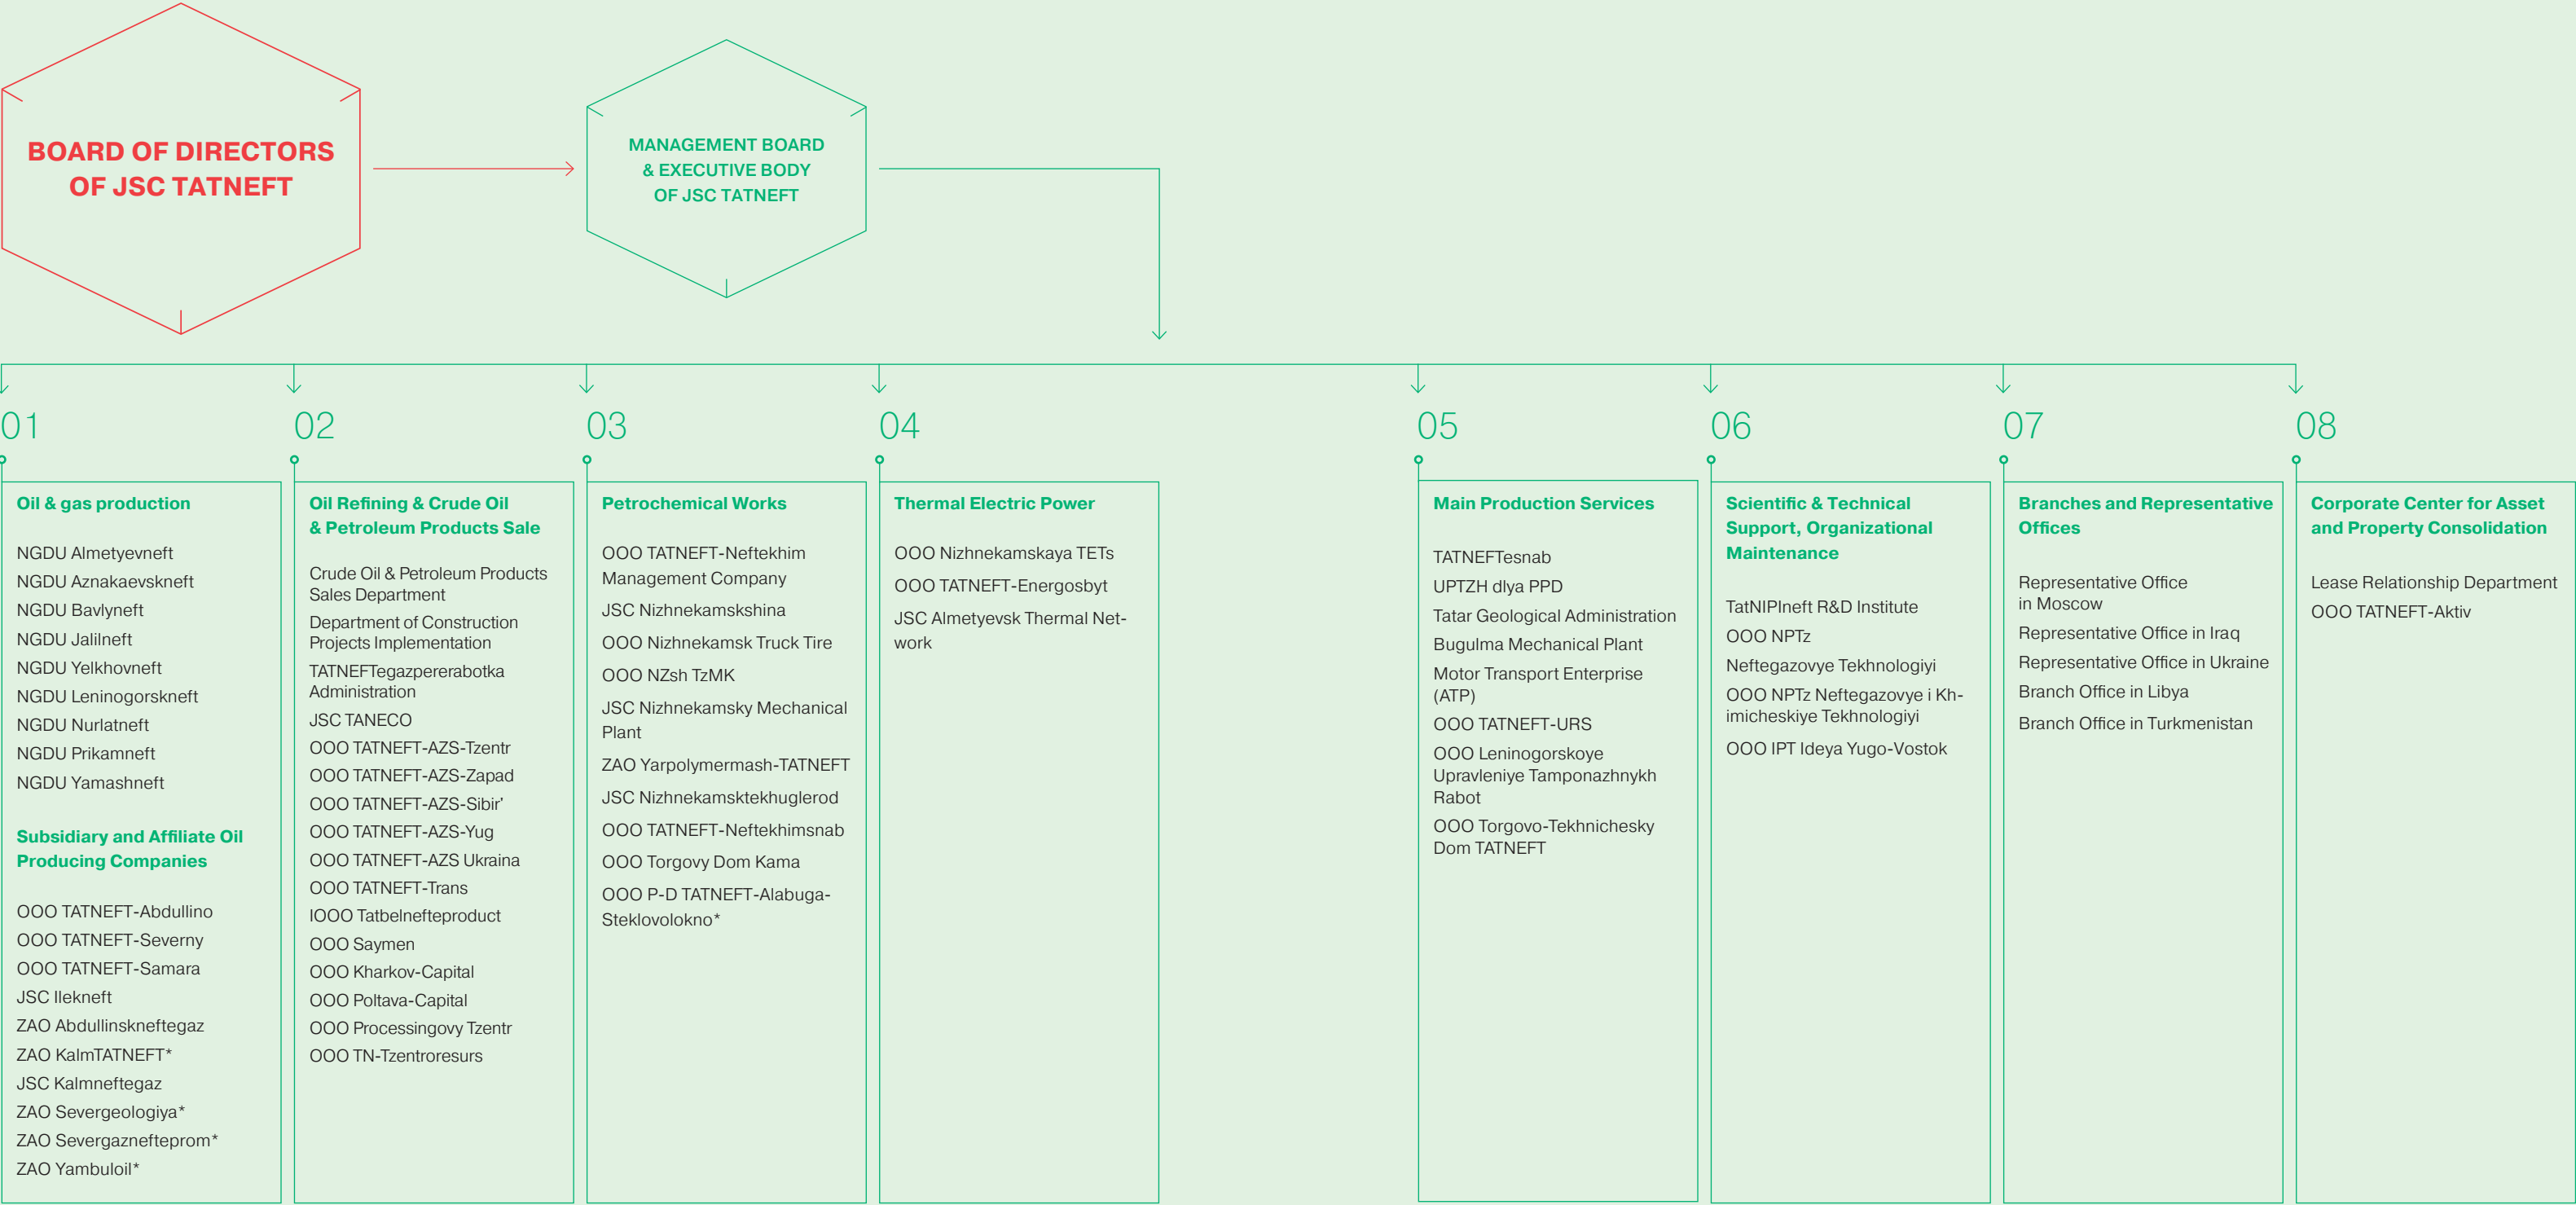 BOARD OF DIRECTORS
OF JSC TATNEFT
MANAGEMENT BOARD
& EXECUTIVE BODY
OF JSC TATNEFT
01
Oil & gas production
NGDU Almetyevneft
NGDU Aznakaevskneft
NGDU Bavlyneft
NGDU Jalilneft
NGDU Yelkhovneft
NGDU Leninogorskneft
NGDU Nurlatneft
NGDU Prikamneft
NGDU Yamashneft
Subsidiary and Affiliate Oil
Producing Companies
OOO TATNEFT-Abdullino
OOO TATNEFT-Severny
OOO TATNEFT-Samara
JSC Ilekneft
ZAO Abdullinskneftegaz
ZAO KalmTATNEFT*
JSC Kalmneftegaz
ZAO Severgeologiya*
ZAO Severgaznefteprom*
ZAO Yambuloil*
02
Oil Refining & Crude Oil
& Petroleum Products Sale
Crude Oil & Petroleum Products
Sales Department
Department of Construction
Projects Implementation
TATNEFTegazpererabotka
Administration
JSC TANECO
OOO TATNEFT-AZS-Tzentr
OOO TATNEFT-AZS-Zapad
OOO TATNEFT-AZS-Sibir'
OOO TATNEFT-AZS-Yug
OOO TATNEFT-AZS Ukraina
OOO TATNEFT-Trans
IOOO Tatbelnefteproduct
OOO Saymen
OOO Kharkov-Capital
OOO Poltava-Capital
OOO Processingovy Tzentr
OOO TN-Tzentroresurs
03
Petrochemical Works
OOO TATNEFT-Neftekhim
Management Company
JSC Nizhnekamskshina
OOO Nizhnekamsk Truck Tire
OOO NZsh TzMK
JSC Nizhnekamsky Mechanical
Plant
ZAO Yarpolymermash-TATNEFT
JSC Nizhnekamsktekhuglerod
OOO TATNEFT-Neftekhimsnab
OOO Torgovy Dom Kama
OOO P-D TATNEFT-Alabuga-
Steklovolokno*
04
Thermal Electric Power
OOO Nizhnekamskaya TETs
OOO TATNEFT-Energosbyt
JSC Almetyevsk Thermal Net-
work
05
Main Production Services
TATNEFTesnab
UPTZH dlya PPD
Tatar Geological Administration
Bugulma Mechanical Plant
Motor Transport Enterprise
(ATP)
OOO TATNEFT-URS
OOO Leninogorskoye
Upravleniye Tamponazhnykh
Rabot
OOO Torgovo-Tekhnichesky
Dom TATNEFT
06
Scientific & Technical
Support, Organizational
Maintenance
TatNIPIneft R&D Institute
OOO NPTz
Neftegazovye Tekhnologiyi
OOO NPTz Neftegazovye i Kh-
imicheskiye Tekhnologiyi
OOO IPT Ideya Yugo-Vostok
07
Branches and Representative
Offices
Representative Office
in Moscow
Representative Office in Iraq
Representative Office in Ukraine
Branch Office in Libya
Branch Office in Turkmenistan
08
Corporate Center for Asset
and Property Consolidation
Lease Relationship Department
OOO TATNEFT-Aktiv